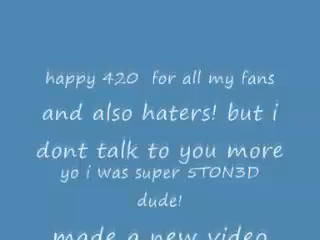 happy 420 for all my fans
and also haters! but i
dont talk to you more
yo i was super STON3D
dude!
made a new video